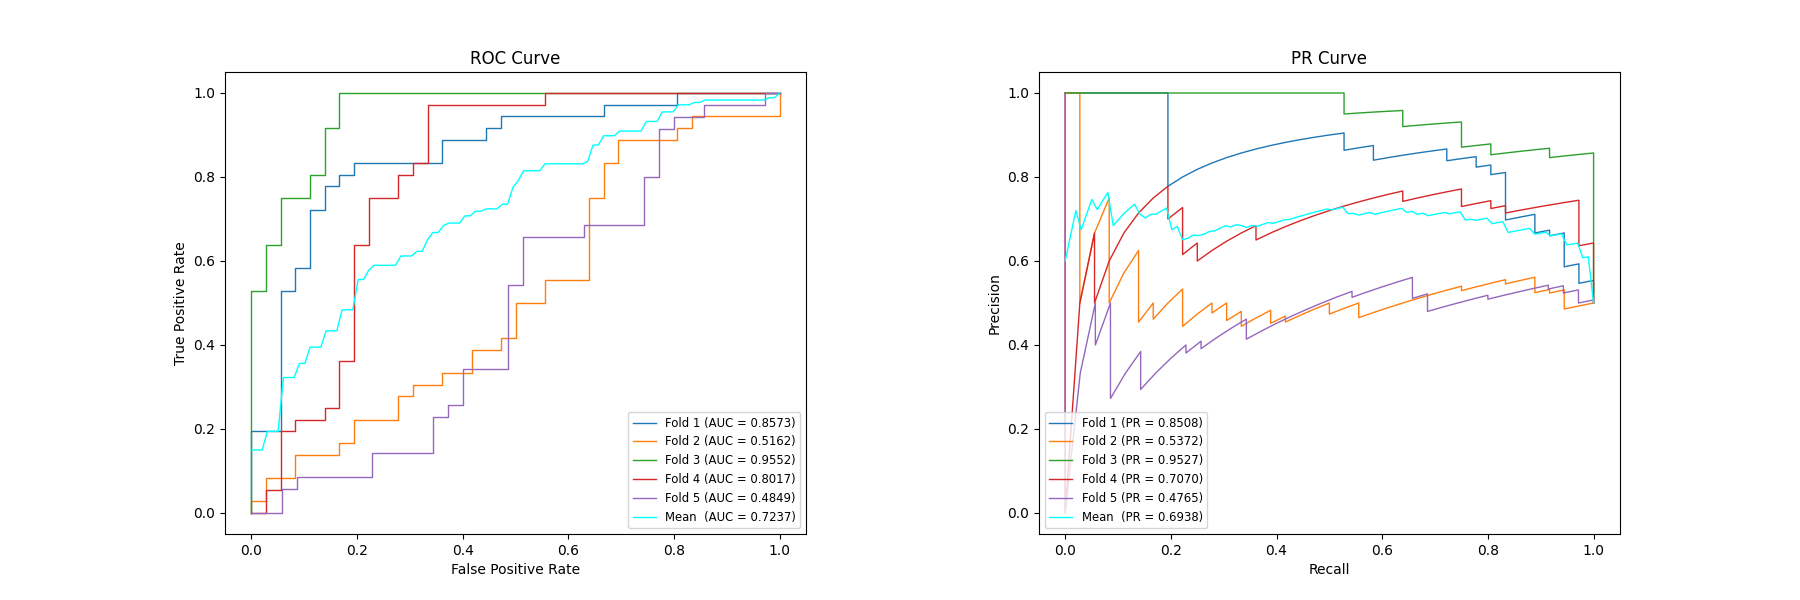 ROC Curve
True Positive Rate
1.0
0.8
0.6
0.4
0.2
0.0
Fold 1 (AUC = 0.8573)
Fold 2 (AUC = 0.5162)
Fold 3 (AUC = 0.9552)
Fold 4 (AUC = 0.8017)
Fold 5 (AUC = 0.4849)
Mean  (AUC = 0.7237)
0.0 0.2 0.4 0.6 0.8 1.0
False Positive Rate
PR Curve
Precision
1.0
0.8
0.6
0.4
0.2
0.0
Fold 1 (PR = 0.8508)
Fold 2 (PR = 0.5372)
Fold 3 (PR = 0.9527)
Fold 4 (PR = 0.7070)
Fold 5 (PR = 0.4765)
Mean  (PR = 0.6938)
0.0 0.2 0.4 0.6 0.8 1.0
Recall